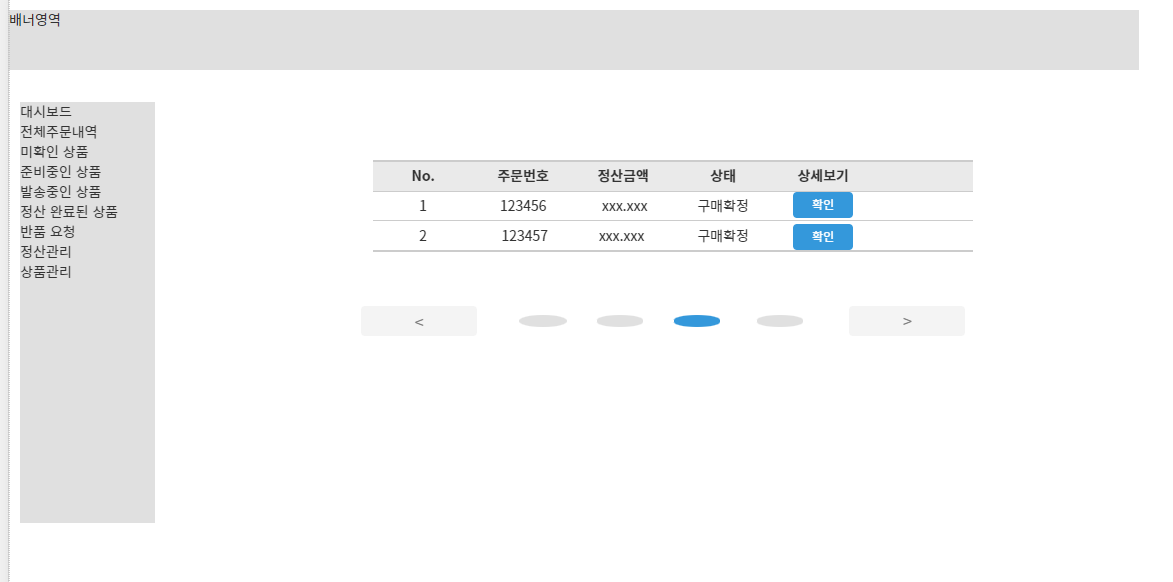 배너영역
대시보드
전체주문내역
미확인 상품
준비중인 상품
발송중인 상품
정산 완료된 상품
반품 요청
정산관리
상품관리
No. 주문번호 정산금액 상태 상세보기
1 123456 xxx.xxx 구매확정 확인
2 123457 xxx.xxx 구매확정 확인
< >